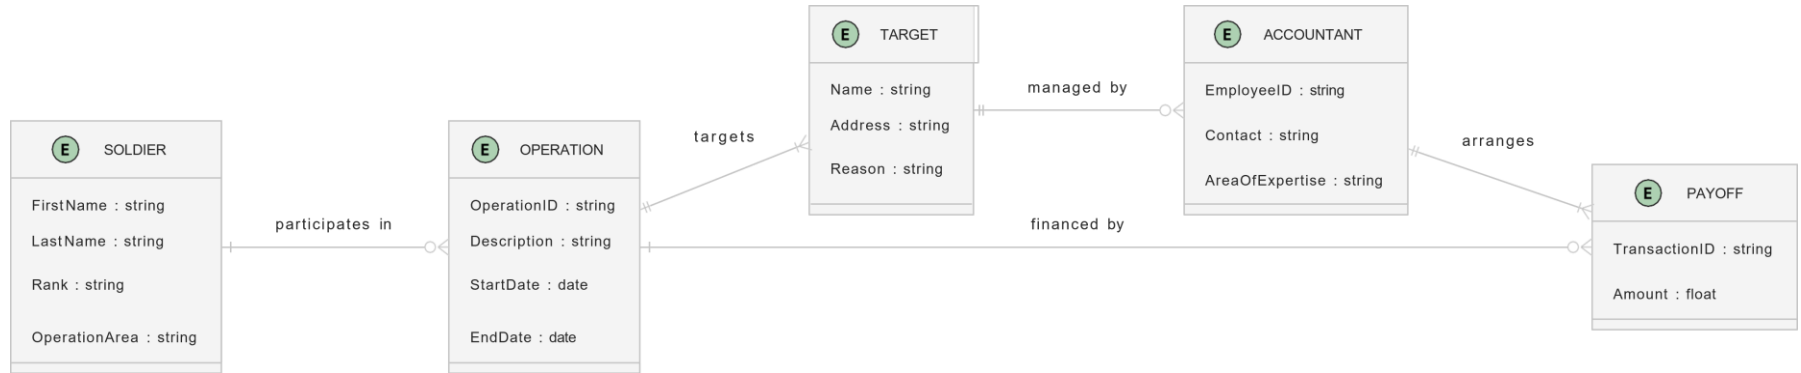 E SOLDIER
FirstName : string
LastName : string
Rank : string
OperationArea : string
participates in
E OPERATION
OperationID : string
Description : string
StartDate : date
EndDate : date
targets
E TARGET
Name : string
Address : string
Reason : string
managed by
financed by
E ACCOUNTANT
EmployeeID : string
Contact : string
AreaOfExpertise : string
arranges
E PAYOFF
TransactionID : string
Amount : float